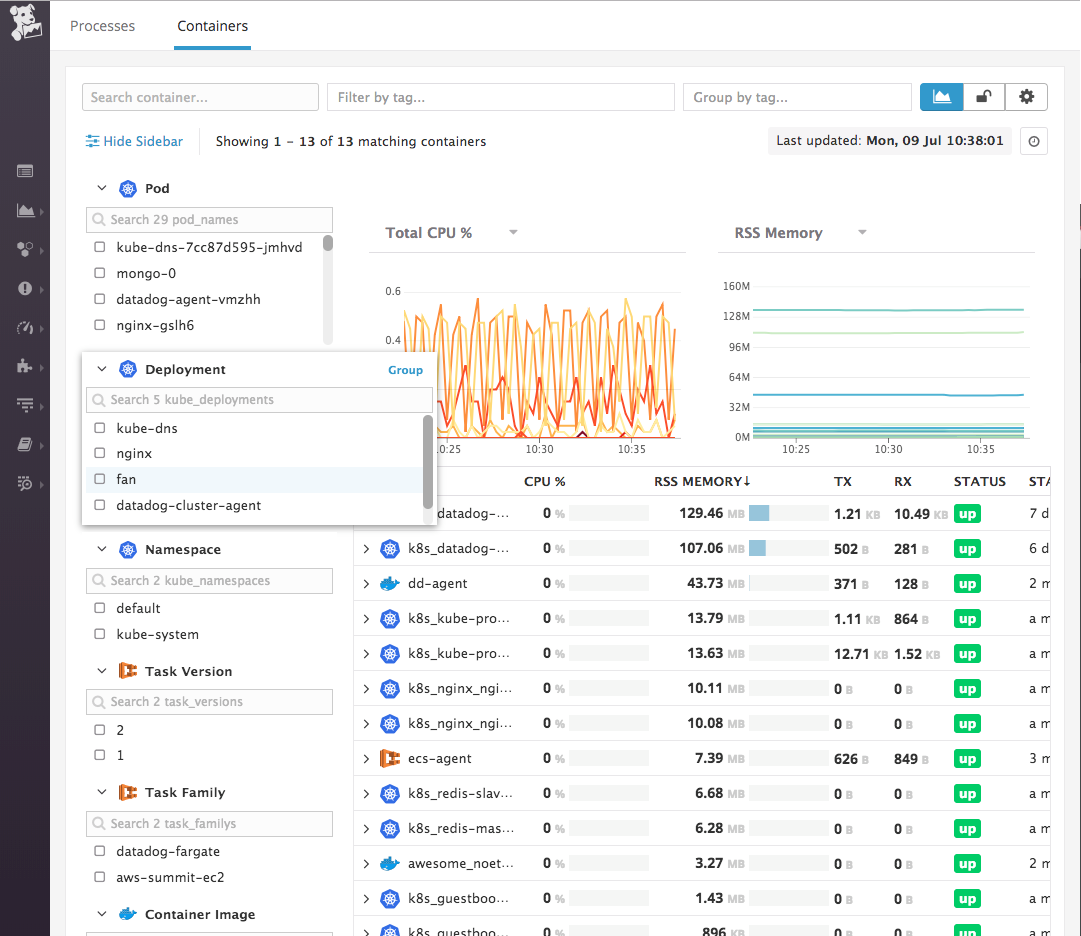 Processes Containers
Search container... Filter by tag... Group by tag...
Hide Sidebar Showing 1 – 13 of 13 matching containers Last updated: Mon, 09 Jul 10:38:01
Pod
Search 29 pod_names
kube-dns-7cc87d595-jmhvd
mongo-0
datadog-agent-vmzhh
nginx-gslh6
Deployment Group
Search 5 kube_deployments
kube-dns
nginx
fan
datadog-cluster-agent
Namespace
Search 2 kube_namespaces
default
kube-system
Task Version
Search 2 task_versions
2
1
Task Family
Search 2 task_familys
datadog-fargate
aws-summit-ec2
Container Image
Total CPU %
0.6
0.4
0:25 10:30 10:35
RSS Memory
160M
128M
96M
64M
32M
0M
10:25 10:30 10:35
CPU % RSS MEMORY↓ TX RX STATUS STA
datadog-... 0 % 129.46 MB 1.21 KB 10.49 KB up 7 d
k8s_datadog-... 0 % 107.06 MB 502 B 281 B up 6 d
dd-agent 0 % 43.73 MB 371 B 128 B up 2 m
k8s_kube-pro... 0 % 13.79 MB 1.11 KB 864 B up a m
k8s_kube-pro... 0 % 13.63 MB 12.71 KB 1.52 KB up a m
k8s_nginx_ngi... 0 % 10.11 MB 0 B 0 B up a m
k8s_nginx_ngi... 0 % 10.08 MB 0 B 0 B up a m
ecs-agent 0 % 7.39 MB 626 B 849 B up 3 m
k8s_redis-slav... 0 % 6.68 MB 0 B 0 B up a m
k8s_redis-mas... 0 % 6.28 MB 0 B 0 B up a m
awesome_noet... 0 % 3.27 MB 0 B 0 B up 2 m
k8s_guestboo... 0 % 1.43 MB 0 B 0 B up a m
k8s_guestboo... 0 % 896 KB 0 B 0 B up a m